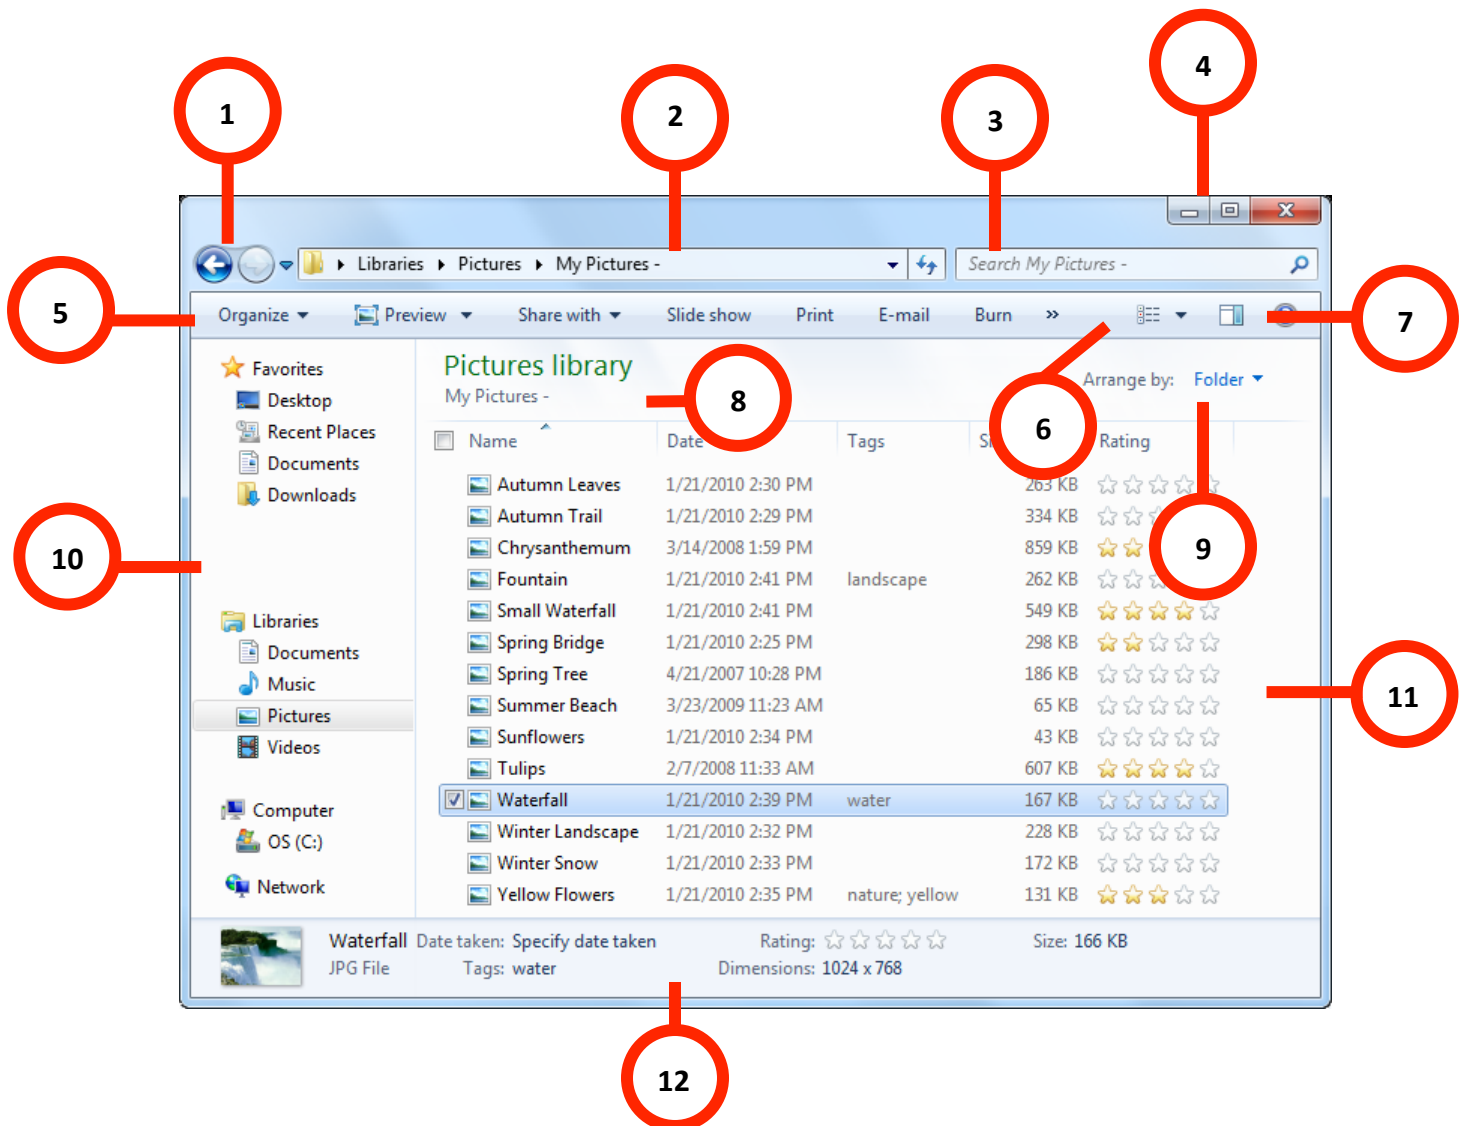 4
1
2
3
Libraries Pictures My Pictures -
Search My Pictures -
5
Organize Preview Share with Slide show Print E-mail Burn »
7
Favorites
Desktop
Recent Places
Documents
Downloads
Pictures library
My Pictures -
8
6
Arrange by: Folder
Name Date Tags Rating
Autumn Leaves 1/21/2010 2:30 PM 263 KB
Autumn Trail 1/21/2010 2:29 PM 334 KB
Chrysanthemum 3/14/2008 1:59 PM 859 KB
Fountain 1/21/2010 2:41 PM landscape 262 KB
Small Waterfall 1/21/2010 2:41 PM 549 KB
Spring Bridge 1/21/2010 2:25 PM 298 KB
Spring Tree 4/21/2007 10:28 PM 186 KB
Summer Beach 3/23/2009 11:23 AM 65 KB
Sunflowers 1/21/2010 2:34 PM 43 KB
Tulips 2/7/2008 11:33 AM 607 KB
Waterfall 1/21/2010 2:39 PM water 167 KB
Winter Landscape 1/21/2010 2:32 PM 228 KB
Winter Snow 1/21/2010 2:33 PM 172 KB
Yellow Flowers 1/21/2010 2:35 PM nature; yellow 131 KB
9
10
Libraries
Documents
Music
Pictures
Videos
11
Computer
OS (C:)
Network
Waterfall Date taken: Specify date taken Rating: Size: 166 KB
JPG File Tags: water Dimensions: 1024 x 768
12